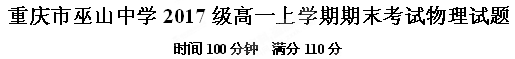 重庆市巫山中学 2017 级高一上学期期末考试物理试题
时间 100 分钟 满分 110 分